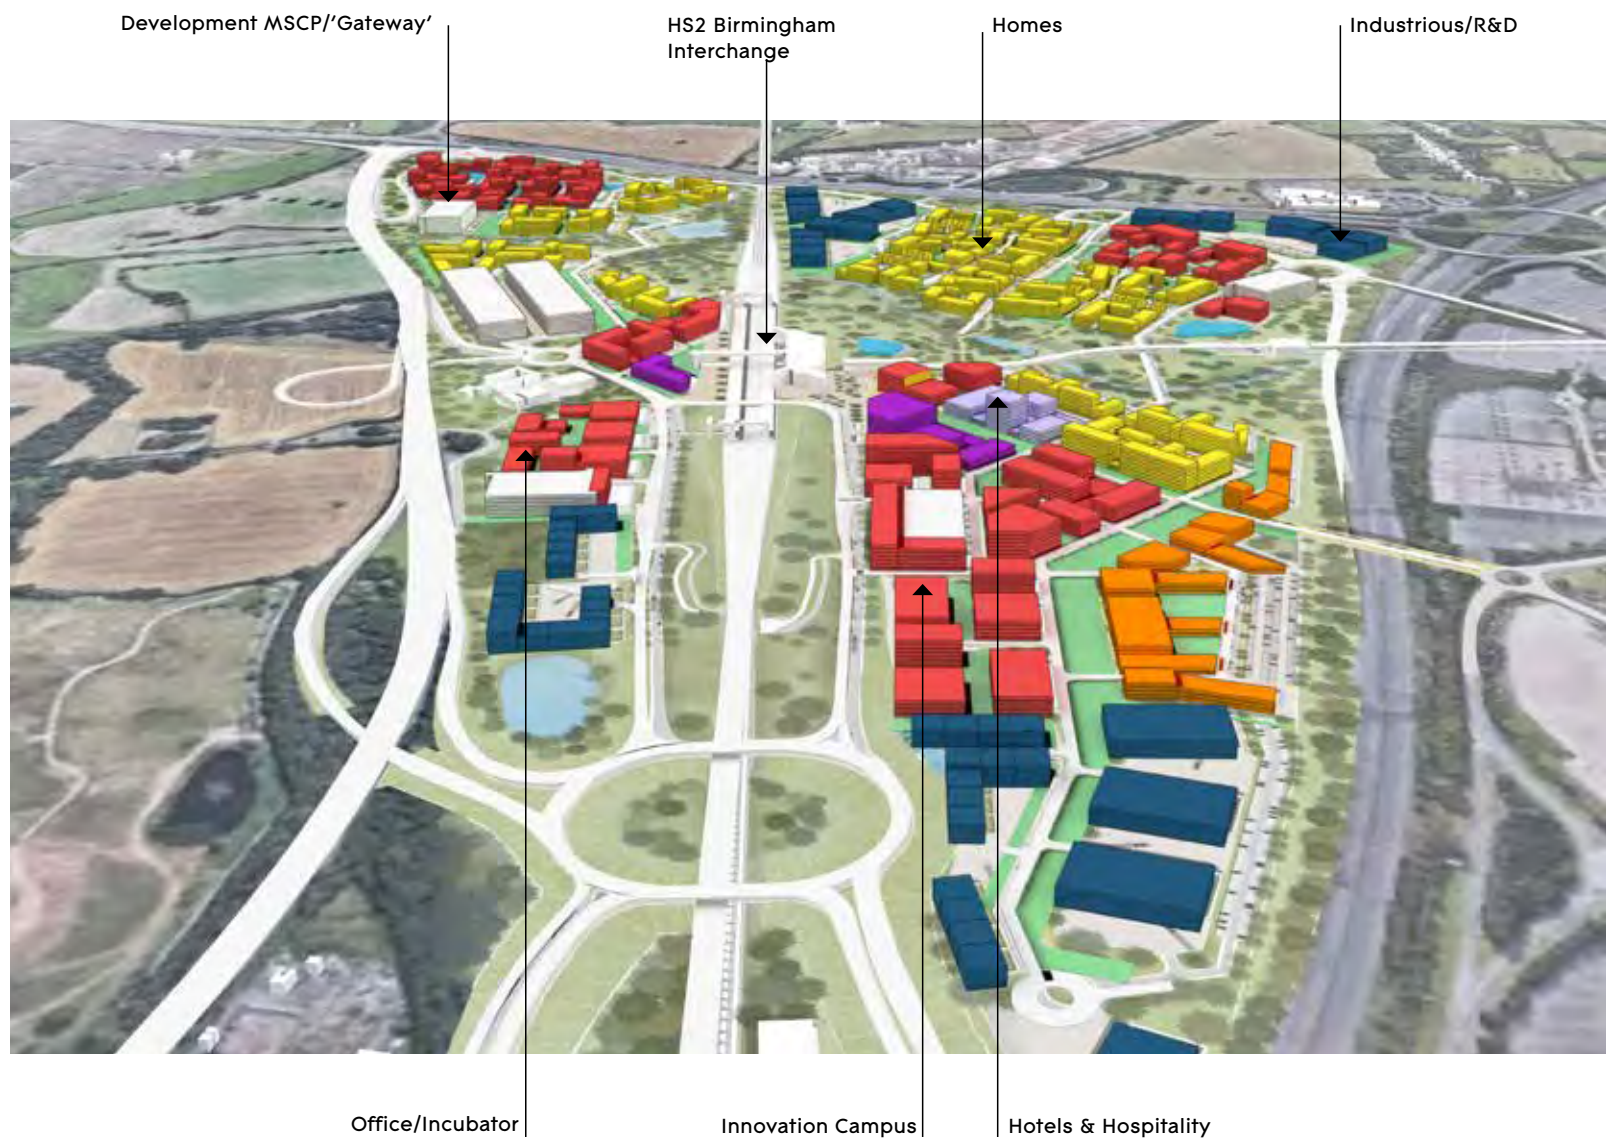 Development MSCP/'Gateway'
HS2 Birmingham
Interchange
Homes
Industrious/R&D
Office/Incubator
Innovation Campus
Hotels & Hospitality